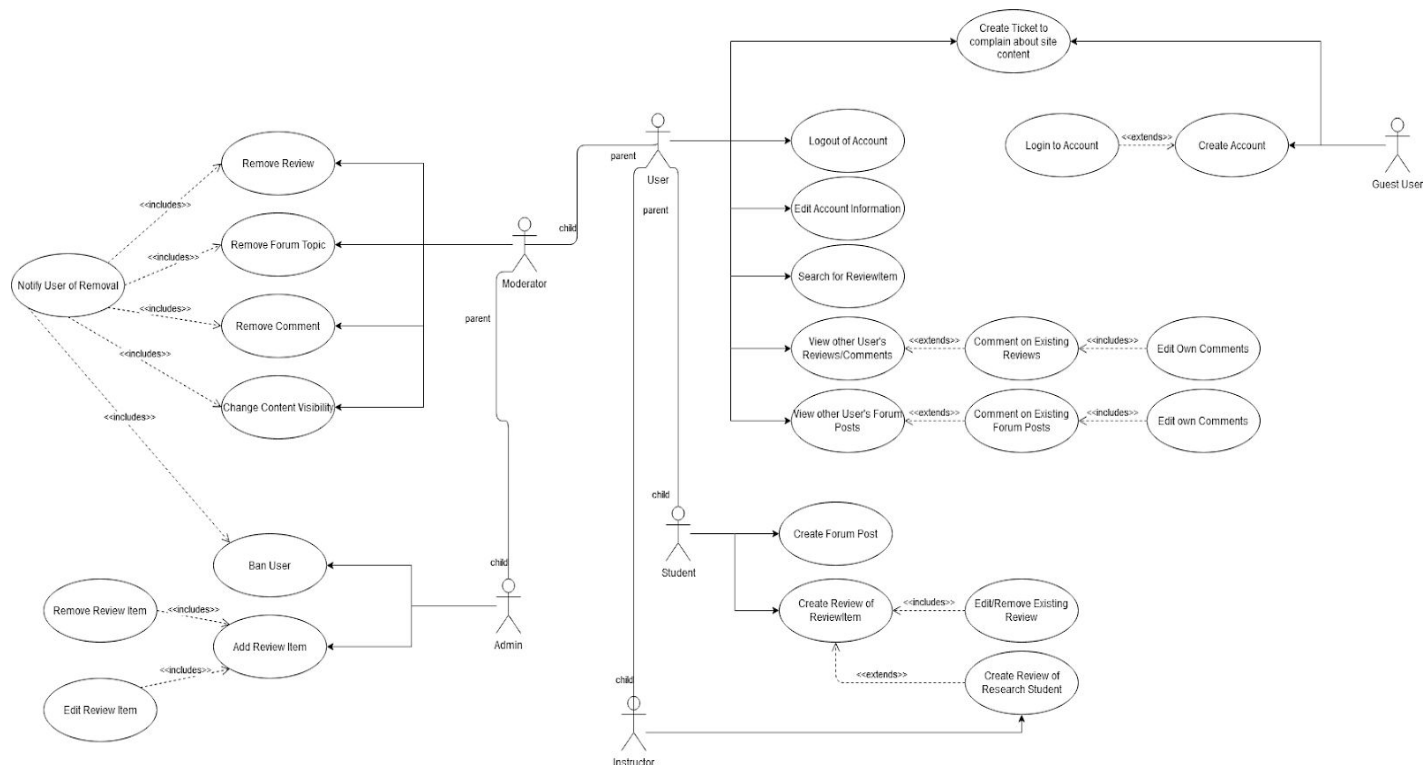 Create Ticket to
complain about site
content
Remove Review
parent
User
parent
Logout of Account
Login to Account
<<extends>>
Create Account
Guest User
<<includes>>
Edit Account Information
child
Remove Forum Topic
<<includes>>
Moderator
Search for ReviewItem
Notify User of Removal
<<includes>>
Remove Comment
parent
<<includes>>
View other User's
Reviews/Comments
<<extends>>
Comment on Existing
Reviews
<<includes>>
Edit Own Comments
Change Content Visibility
<<includes>>
View other User's Forum
Posts
<<extends>>
Comment on Existing
Forum Posts
<<includes>>
Edit own Comments
child
Student
Create Forum Post
child
Ban User
Admin
Remove Review Item
<<includes>>
Add Review Item
<<includes>>
Edit Review Item
Create Review of
ReviewItem
<<includes>>
Edit/Remove Existing
Review
<<extends>>
Create Review of
Research Student
child
Instructor